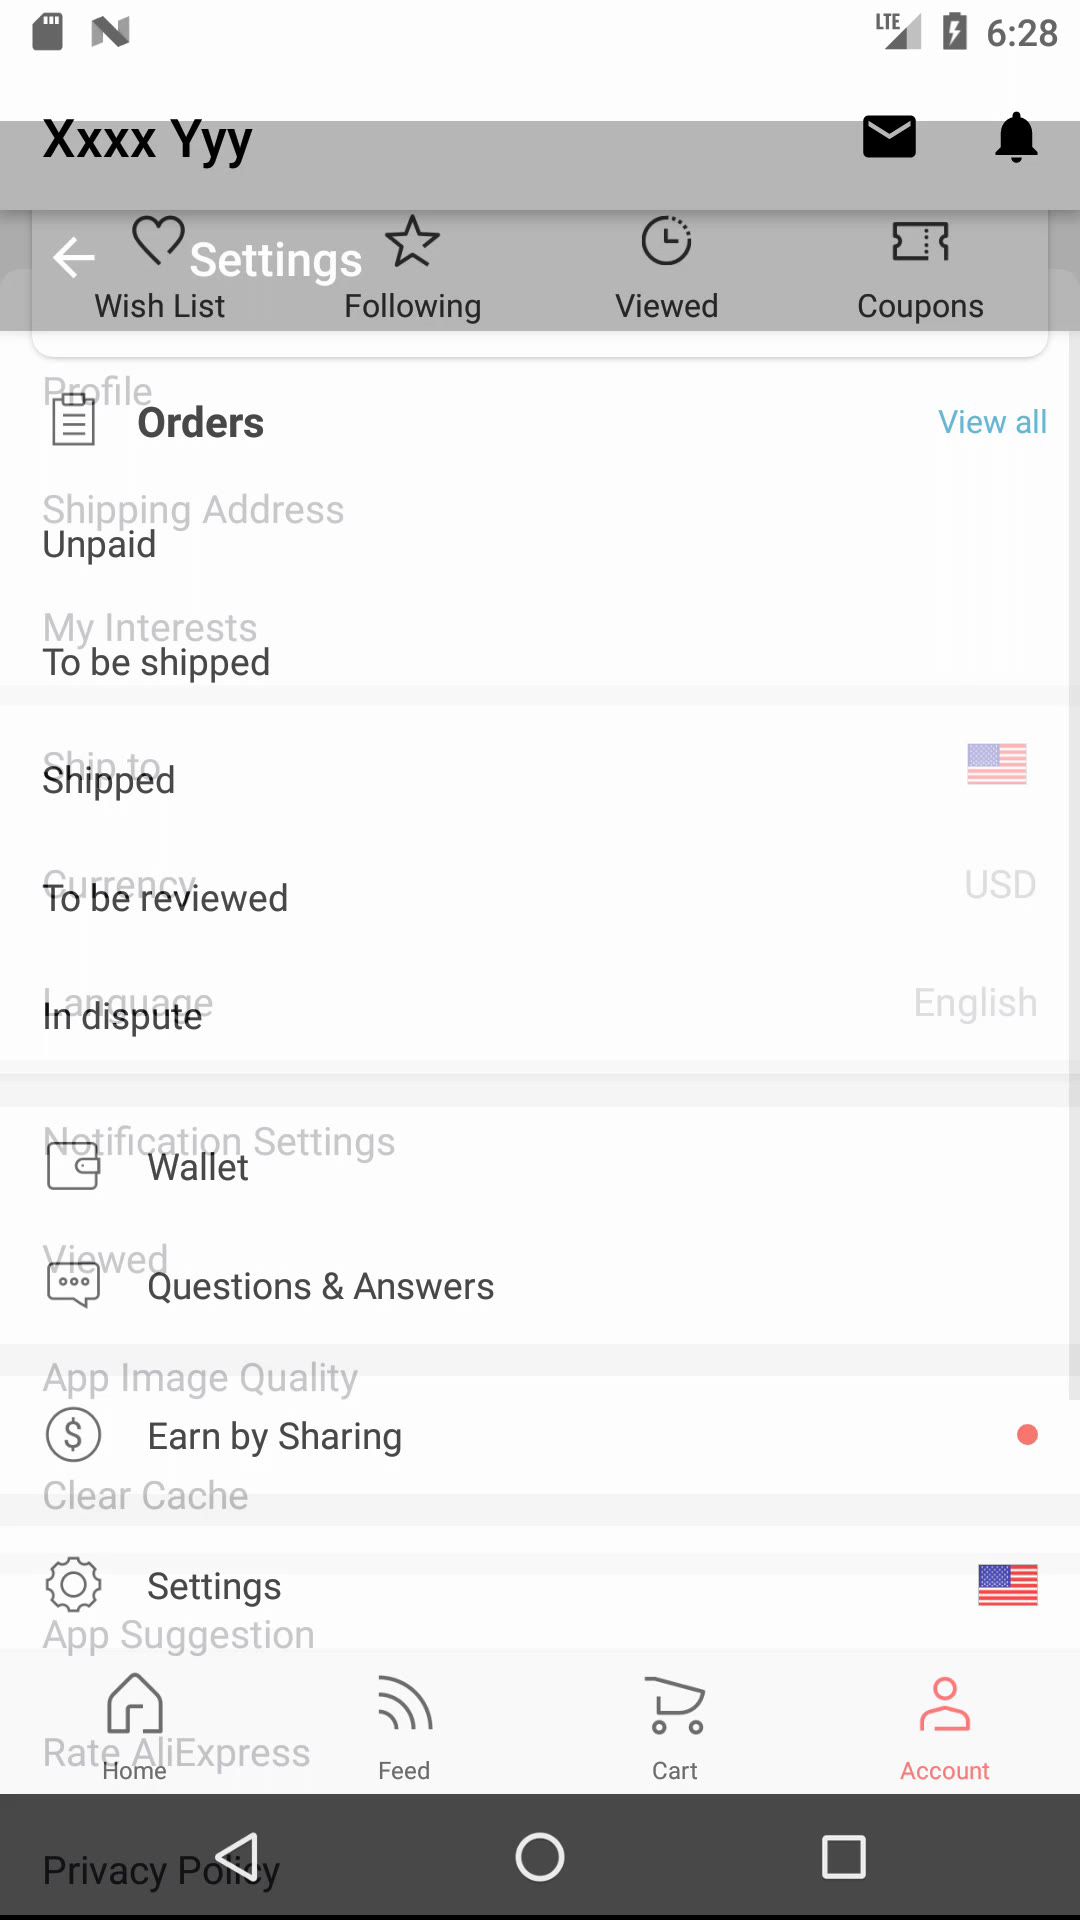 LTE 6:28
Xxxx Yyy
Settings
Wish List Following Viewed Coupons
Profile
Orders View all
Shipping Address
Unpaid
My Interests
To be shipped
Ship to
Shipped
Currency USD
To be reviewed
Language English
In dispute
Notification Settings
Wallet
Viewed
Questions & Answers
App Image Quality
Earn by Sharing
Clear Cache
Settings
App Suggestion
Rate AliExpress
Home Feed Cart Account
Privacy Policy